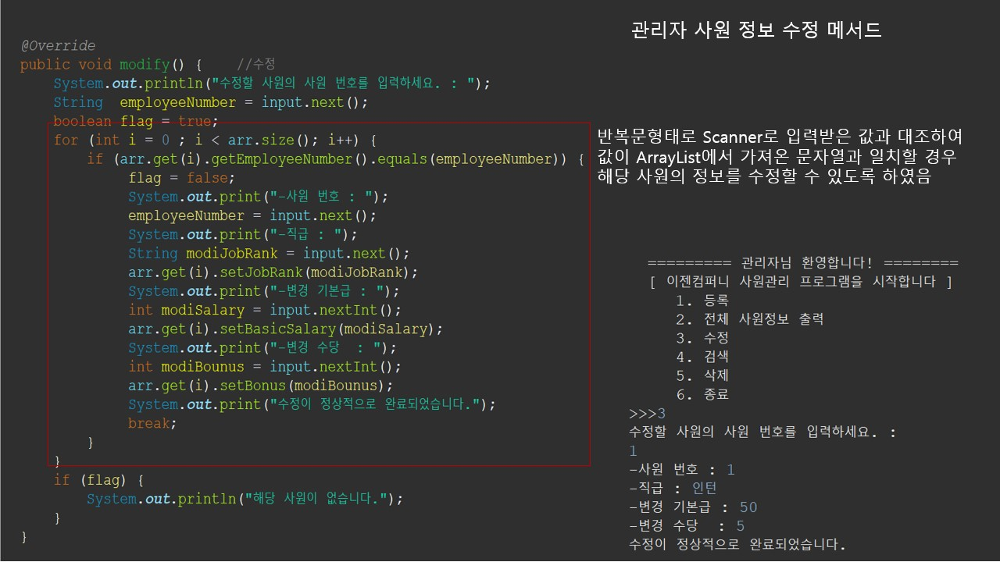 관리자 사원 정보 수정 메서드
@Override
public void modify() {    //수정
    System.out.println("수정할 사원의 사원 번호를 입력하세요. : ");
    String  employeeNumber = input.next();
    boolean flag = true;
    for (int i = 0 ; i < arr.size(); i++) {
        if (arr.get(i).getEmployeeNumber().equals(employeeNumber)) {
            flag = false;
            System.out.print("-사원 번호 : ");
            employeeNumber = input.next();
            System.out.print("-직급 : ");
            String modiJobRank = input.next();
            arr.get(i).setJobRank(modiJobRank);
            System.out.print("-변경 기본급 : ");
            int modiSalary = input.nextInt();
            arr.get(i).setBasicSalary(modiSalary);
            System.out.print("-변경 수당  : ");
            int modiBounus = input.nextInt();
            arr.get(i).setBonus(modiBounus);
            System.out.print("수정이 정상적으로 완료되었습니다.");
            break;
        }
    }
    if (flag) {
        System.out.println("해당 사원이 없습니다.");
    }
}
반복문형태로 Scanner로 입력받은 값과 대조하여
값이 ArrayList에서 가져온 문자열과 일치할 경우
해당 사원의 정보를 수정할 수 있도록 하였음
========= 관리자님 환영합니다! ========
[ 이젠컴퍼니 사원관리 프로그램을 시작합니다 ]
1. 등록
2. 전체 사원정보 출력
3. 수정
4. 검색
5. 삭제
6. 종료
>>>3
수정할 사원의 사원 번호를 입력하세요. :
1
-사원 번호 : 1
-직급 : 인턴
-변경 기본급 : 50
-변경 수당  : 5
수정이 정상적으로 완료되었습니다.